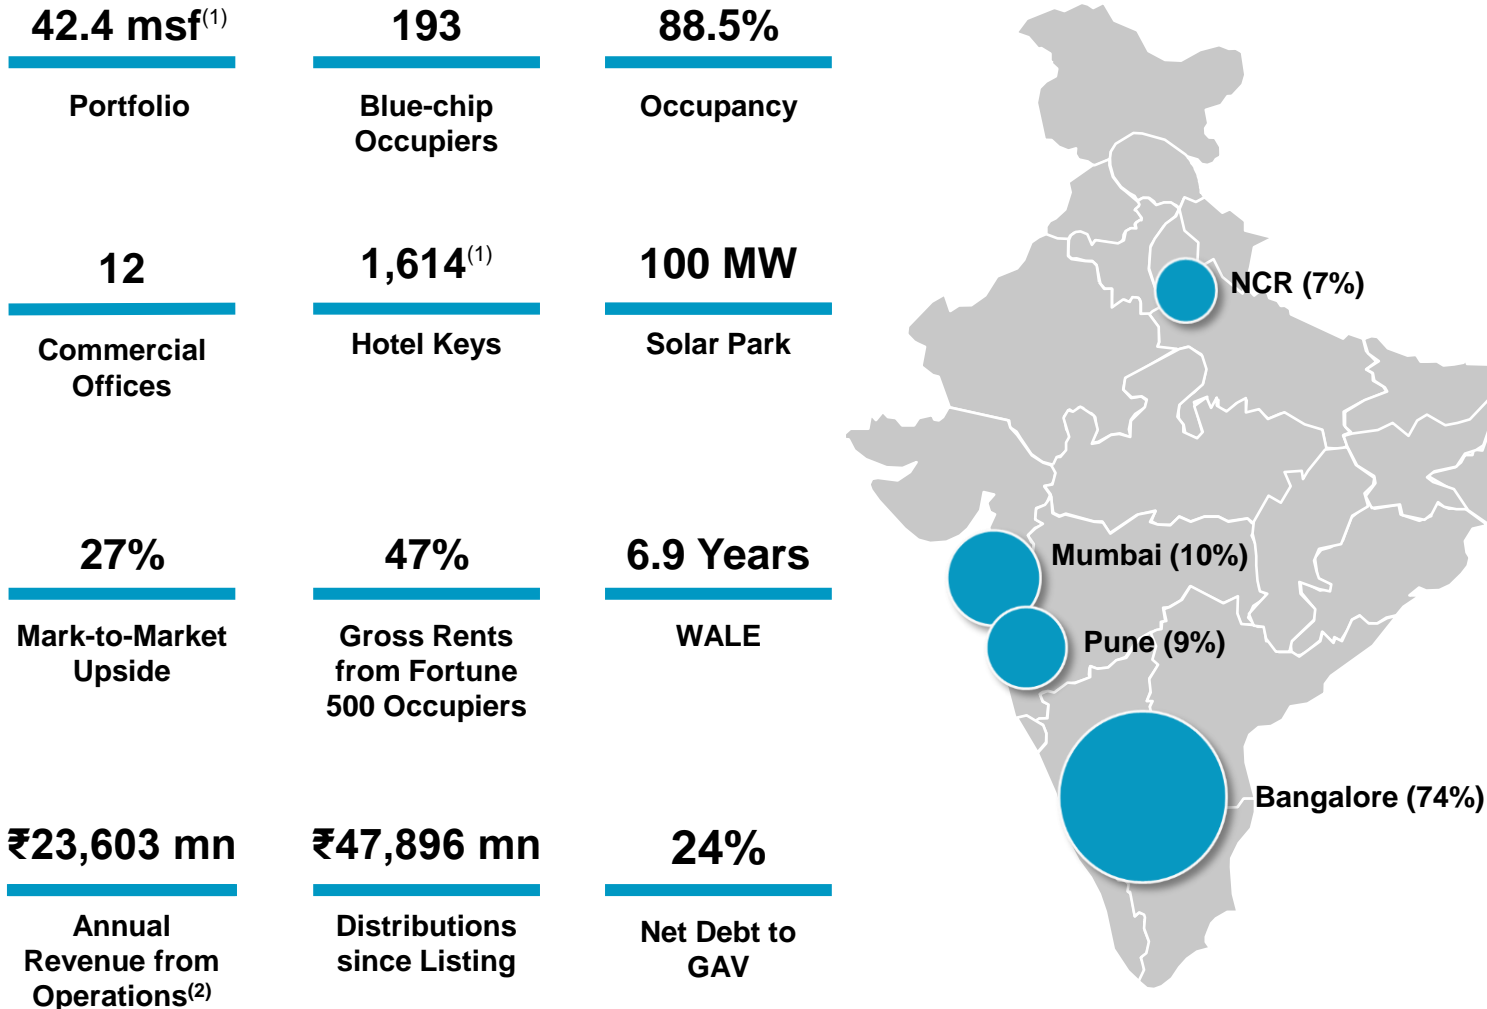 42.4 msf(1)
Portfolio
193
Blue-chip
Occupiers
88.5%
Occupancy
12
Commercial
Offices
1,614(1)
Hotel Keys
100 MW
Solar Park
27%
Mark-to-Market
Upside
47%
Gross Rents
from Fortune
500 Occupiers
6.9 Years
WALE
₹23,603 mn
Annual
Revenue from
Operations(2)
₹47,896 mn
Distributions
since Listing
24%
Net Debt to
GAV
NCR (7%)
Mumbai (10%)
Pune (9%)
Bangalore (74%)